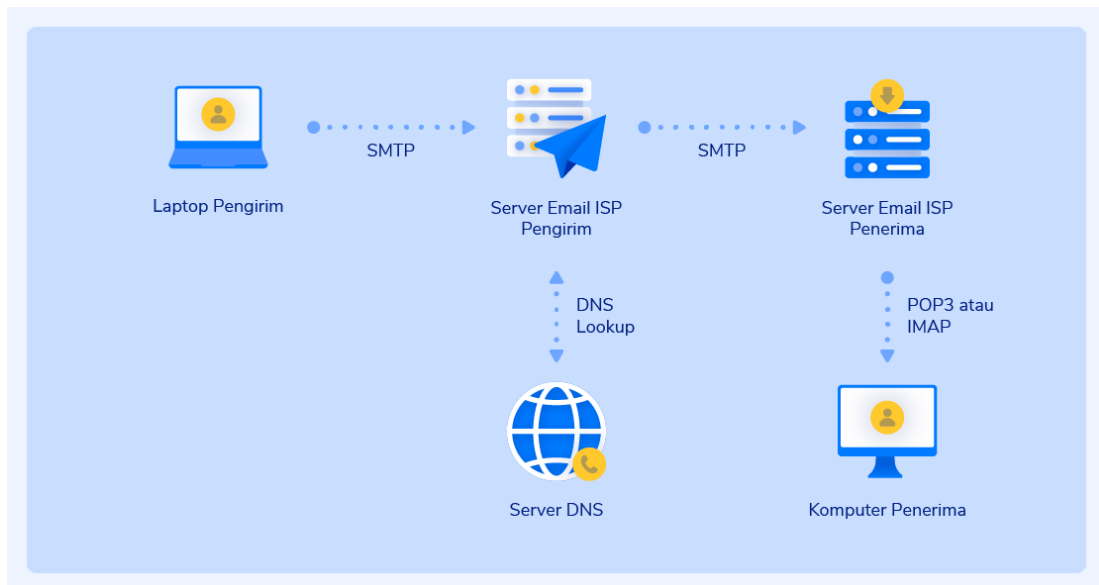 SMTP
SMTP
Laptop Pengirim
Server Email ISP
Pengirim
Server Email ISP
Penerima
DNS
Lookup
POP3 atau
IMAP
Server DNS
Komputer Penerima